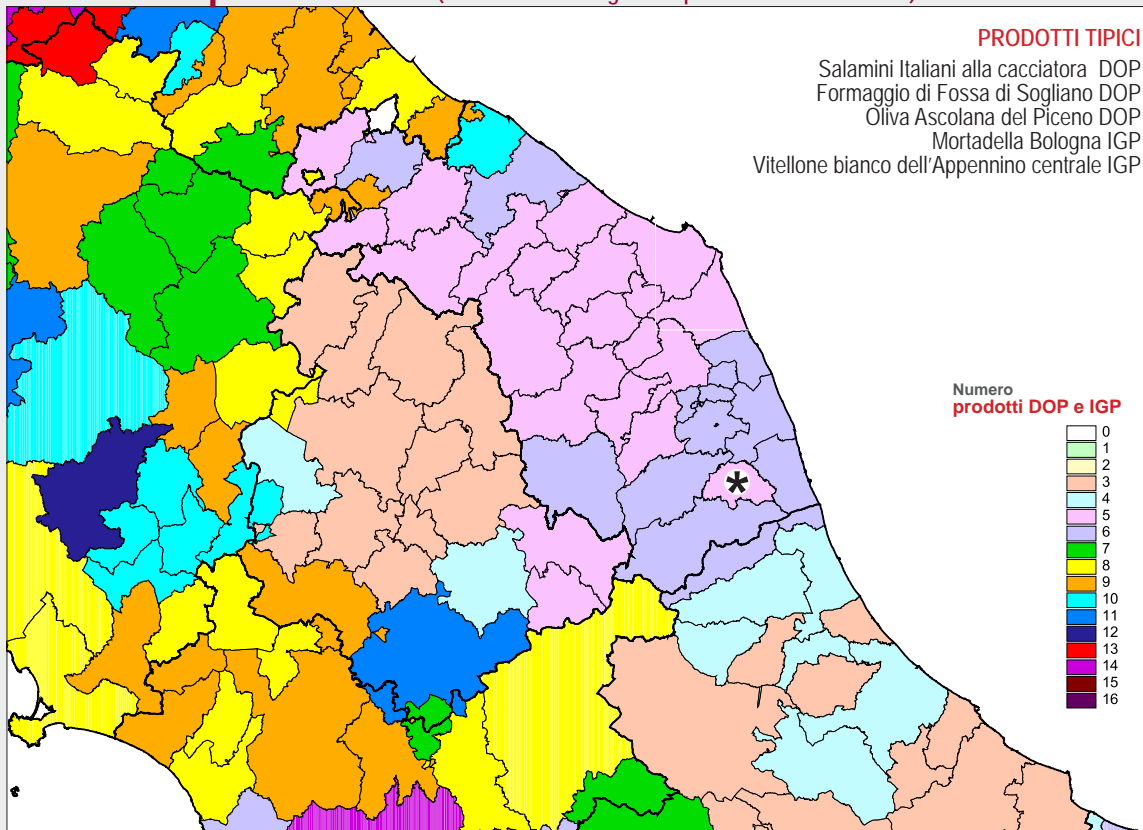 PRODOTTI TIPICI
Salamini Italiani alla cacciatora DOP
Formaggio di Fossa di Sogliano DOP
Oliva Ascolana del Piceno DOP
Mortadella Bologna IGP
Vitellone bianco dell'Appennino centrale IGP
*
Numero
prodotti DOP e IGP
0
1
2
3
4
5
6
7
8
9
10
11
12
13
14
15
16